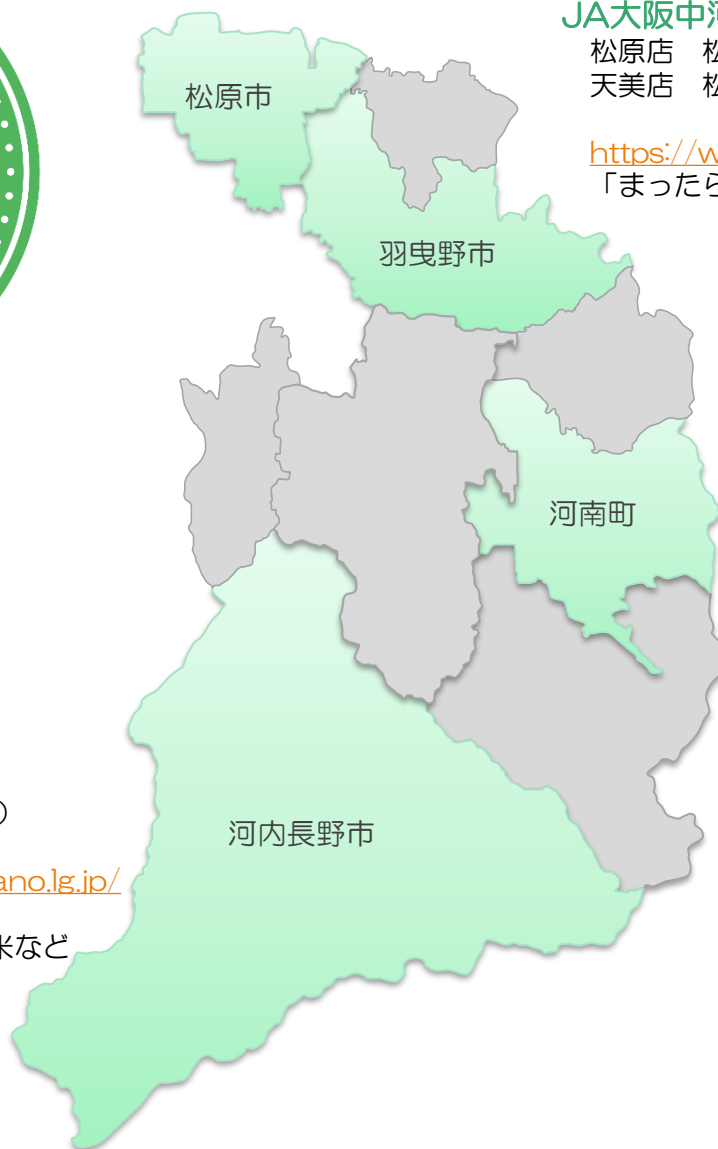 JA大阪中河
松原店　松
天美店　松
https://w
「まったら
松原市
羽曳野市
河南町
河内長野市
)
ano.lg.jp/
米など